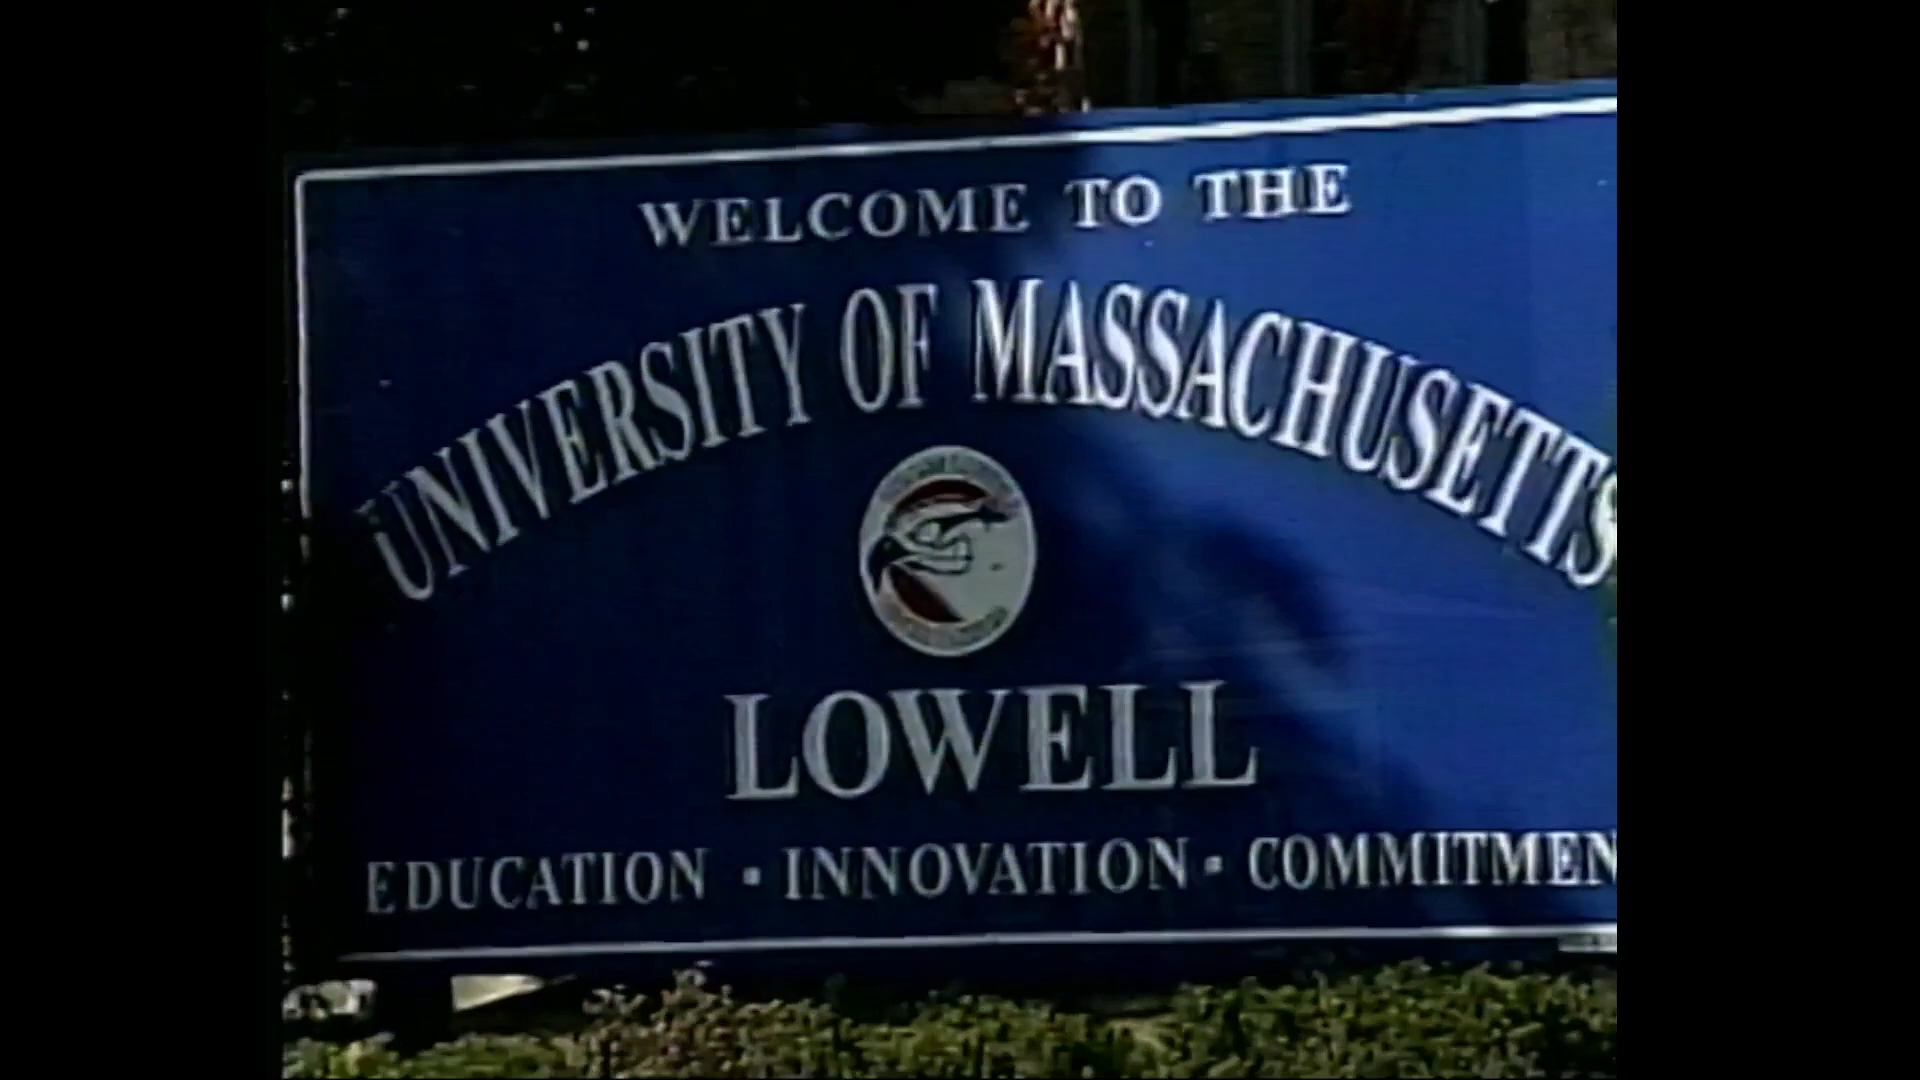 WELCOME TO THE
UNIVERSITY OF MASSACHUSETTS
LOWELL
EDUCATION · INNOVATION · COMMITMEN